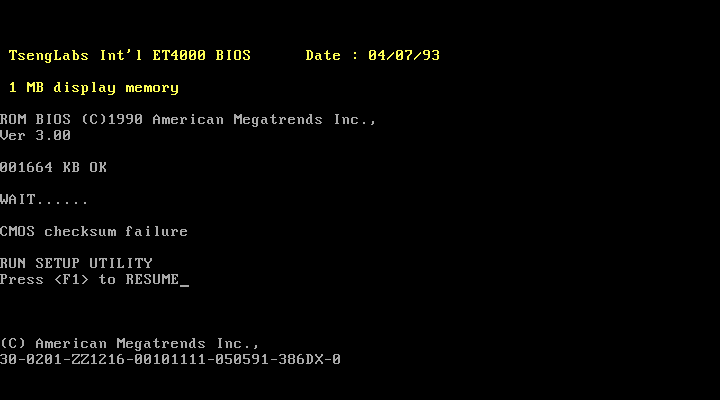 TsengLabs Int'l ET4000 BIOS      Date : 04/07/93
1 MB display memory
ROM BIOS (C)1990 American Megatrends Inc.,
Ver 3.00
001664 KB OK
WAIT......
CMOS checksum failure
RUN SETUP UTILITY
Press <F1> to RESUME_
(C) American Megatrends Inc.,
30-0201-ZZ1216-00101111-050591-386DX-0